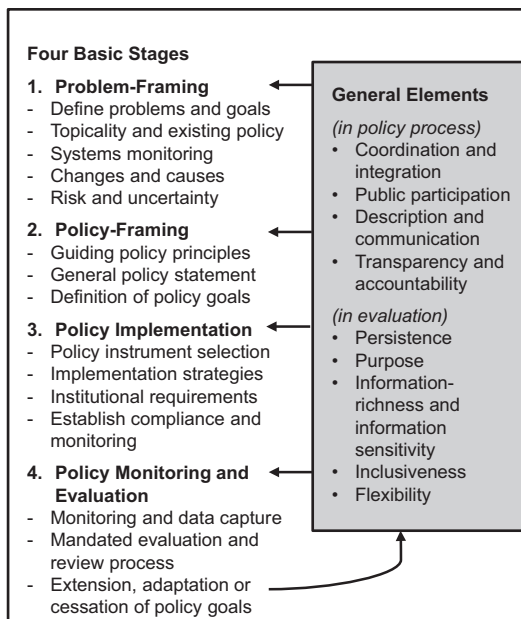 Four Basic Stages
1. Problem-Framing
- Define problems and goals
- Topicality and existing policy
- Systems monitoring
- Changes and causes
- Risk and uncertainty
2. Policy-Framing
- Guiding policy principles
- General policy statement
- Definition of policy goals
3. Policy Implementation
- Policy instrument selection
- Implementation strategies
- Institutional requirements
- Establish compliance and
monitoring
4. Policy Monitoring and
Evaluation
- Monitoring and data capture
- Mandated evaluation and
review process
- Extension, adaptation or
cessation of policy goals
General Elements
(in policy process)
• Coordination and
integration
• Public participation
• Description and
communication
• Transparency and
accountability
(in evaluation)
• Persistence
• Purpose
• Information-
richness and
information
sensitivity
• Inclusiveness
• Flexibility